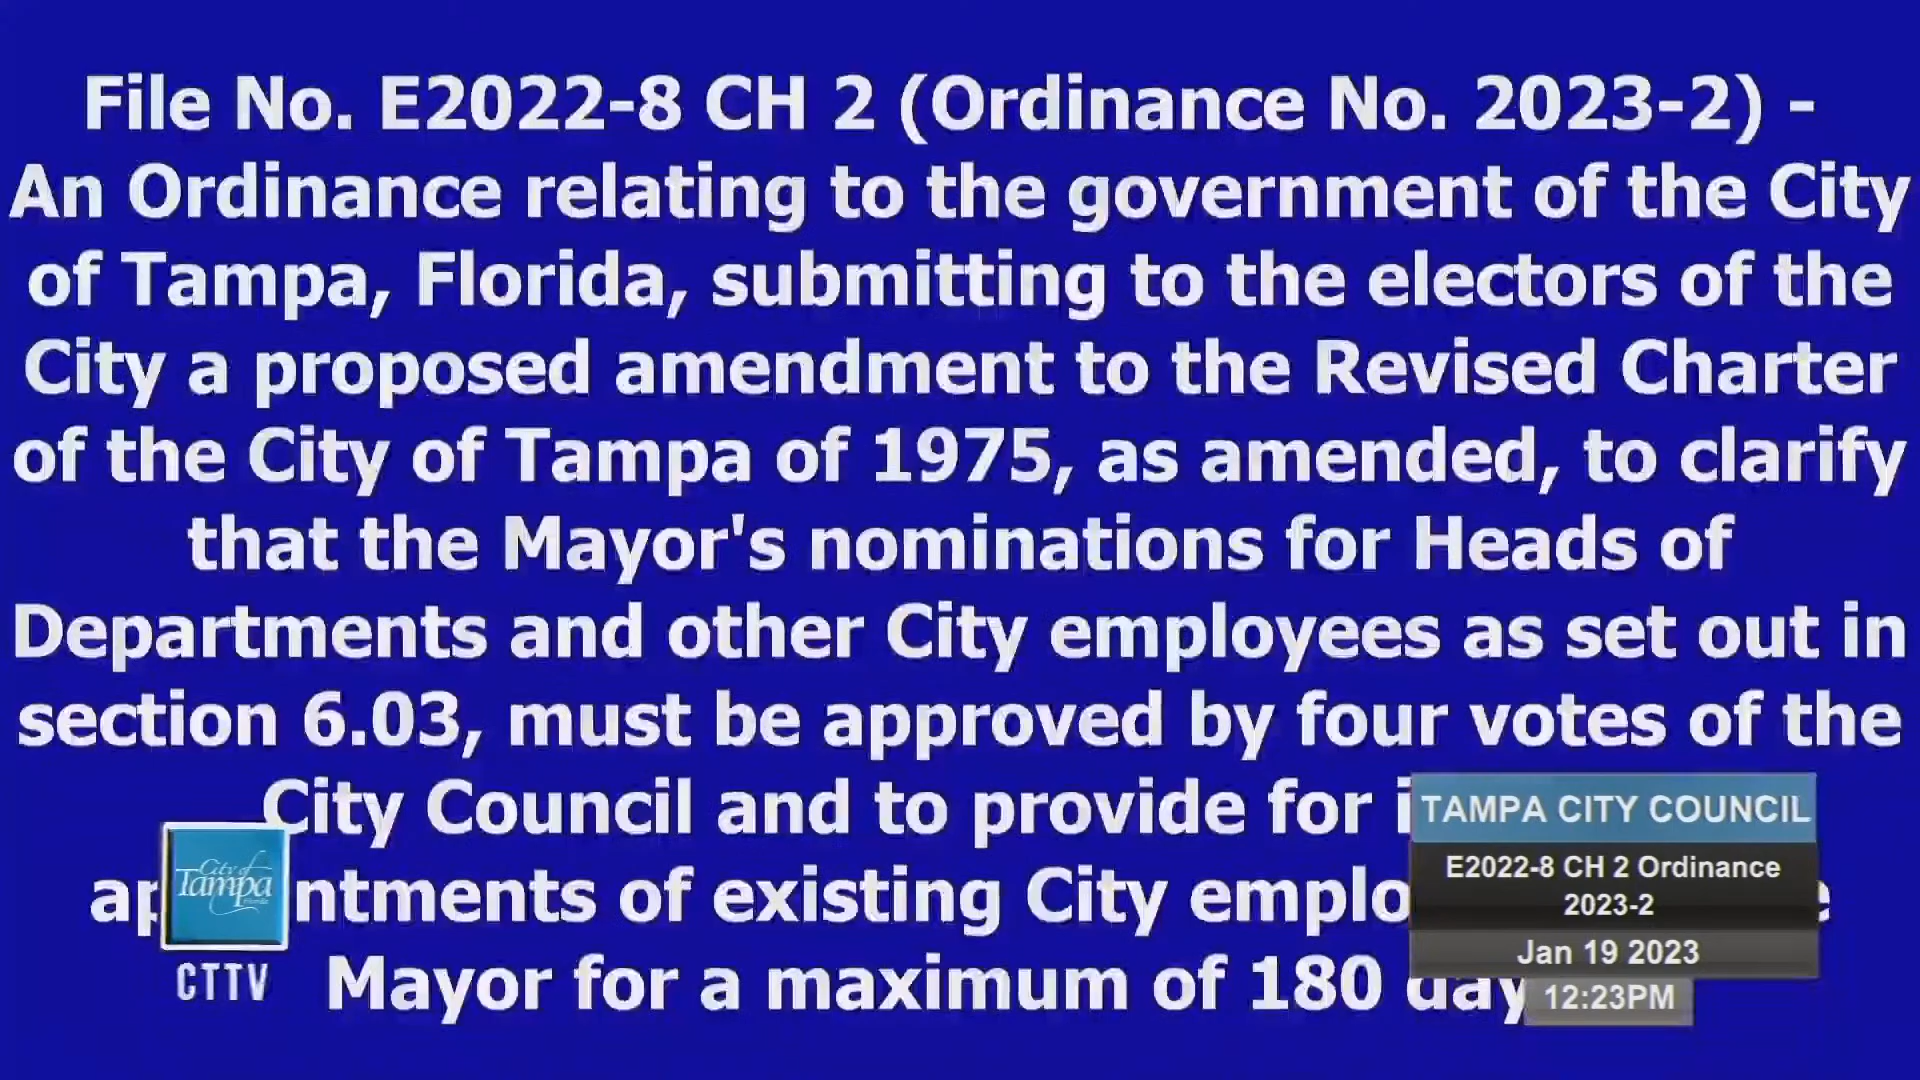 File No. E2022-8 CH 2 (Ordinance No. 2023-2) -
An Ordinance relating to the government of the City
of Tampa, Florida, submitting to the electors of the
City a proposed amendment to the Revised Charter
of the City of Tampa of 1975, as amended, to clarify
that the Mayor's nominations for Heads of
Departments and other City employees as set out in
section 6.03, must be approved by four votes of the
City Council and to provide for
of existing City
Mayor for a maximum of 180
City of
Tampa
Florida
CTTV
TAMPA CITY COUNCIL
E2022-8 CH 2 Ordinance
2023-2
Jan 19 2023
12:23PM